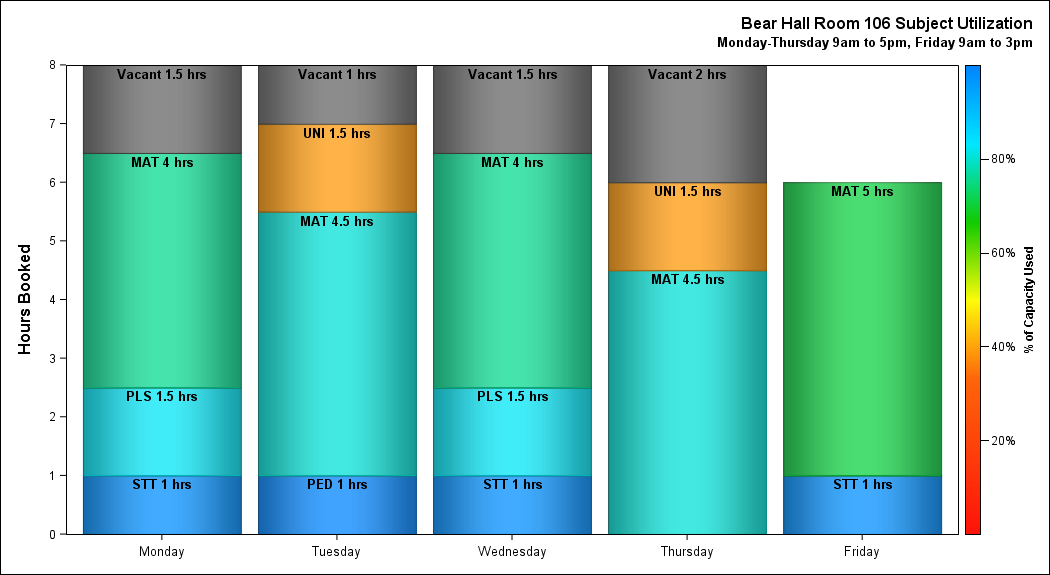 Bear Hall Room 106 Subject Utilization
Monday-Thursday 9am to 5pm, Friday 9am to 3pm
Hours Booked
8
7
6
5
4
3
2
1
0
Vacant 1.5 hrs
MAT 4 hrs
PLS 1.5 hrs
STT 1 hrs
Vacant 1 hrs
UNI 1.5 hrs
MAT 4.5 hrs
PED 1 hrs
Vacant 1.5 hrs
MAT 4 hrs
PLS 1.5 hrs
STT 1 hrs
Vacant 2 hrs
UNI 1.5 hrs
MAT 4.5 hrs
MAT 5 hrs
STT 1 hrs
Monday
Tuesday
Wednesday
Thursday
Friday
80%
60%
40%
20%
% of Capacity Used